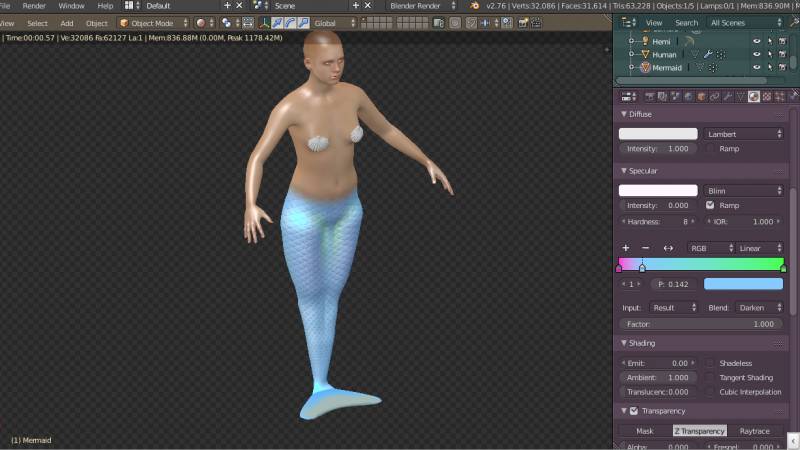 File Render Window Help Default Scene Blender Render v2.76 | Verts:32,086 | Faces:31,614 | Tris:63,228 | Objects:1/5 | Lamps:0/1 | Mem:836.90M
View Select Add Object Object Mode Global View Search All Scenes
| Time:00:00.57 | Ve:32086 Fa:62127 La:1 | Mem:836.88M (0.00M, Peak 1178.42M)
Hemi
Human
Mermaid
Diffuse
Lambert
Intensity: 1.000 Ramp
Specular
Blinn
Intensity: 0.000 Ramp
Hardness: 8 IOR: 1.000
RGB Linear
1 P: 0.142
Input: Result Blend: Darken
Factor: 1.000
Shading
Emit: 0.00 Shadeless
Ambient: 1.000 Tangent Shading
Translucenc:0.000 Cubic Interpolation
Transparency
Mask Z Transparency Raytrace
Alpha: 0.000 Fresnel: 0.000
(1) Mermaid